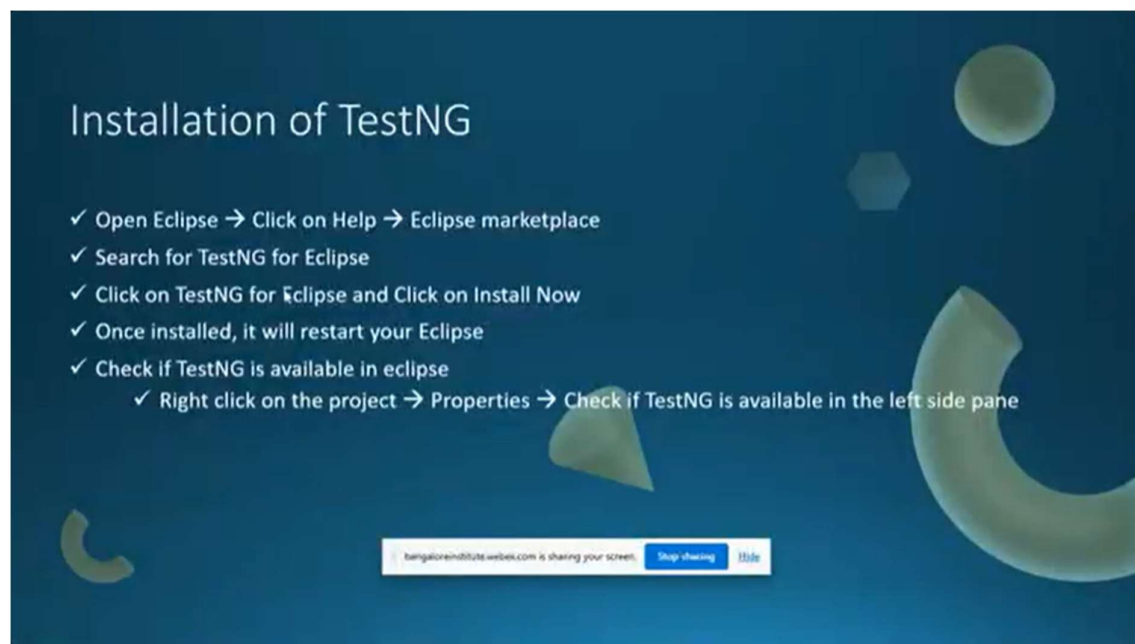 Installation of TestNG
✓ Open Eclipse → Click on Help → Eclipse marketplace
✓ Search for TestNG for Eclipse
✓ Click on TestNG for Eclipse and Click on Install Now
✓ Once installed, it will restart your Eclipse
✓ Check if TestNG is available in eclipse
✓ Right click on the project → Properties → Check if TestNG is available in the left side pane
bengaloreinstitute.webex.com is sharing your screen. Stop sharing Hide